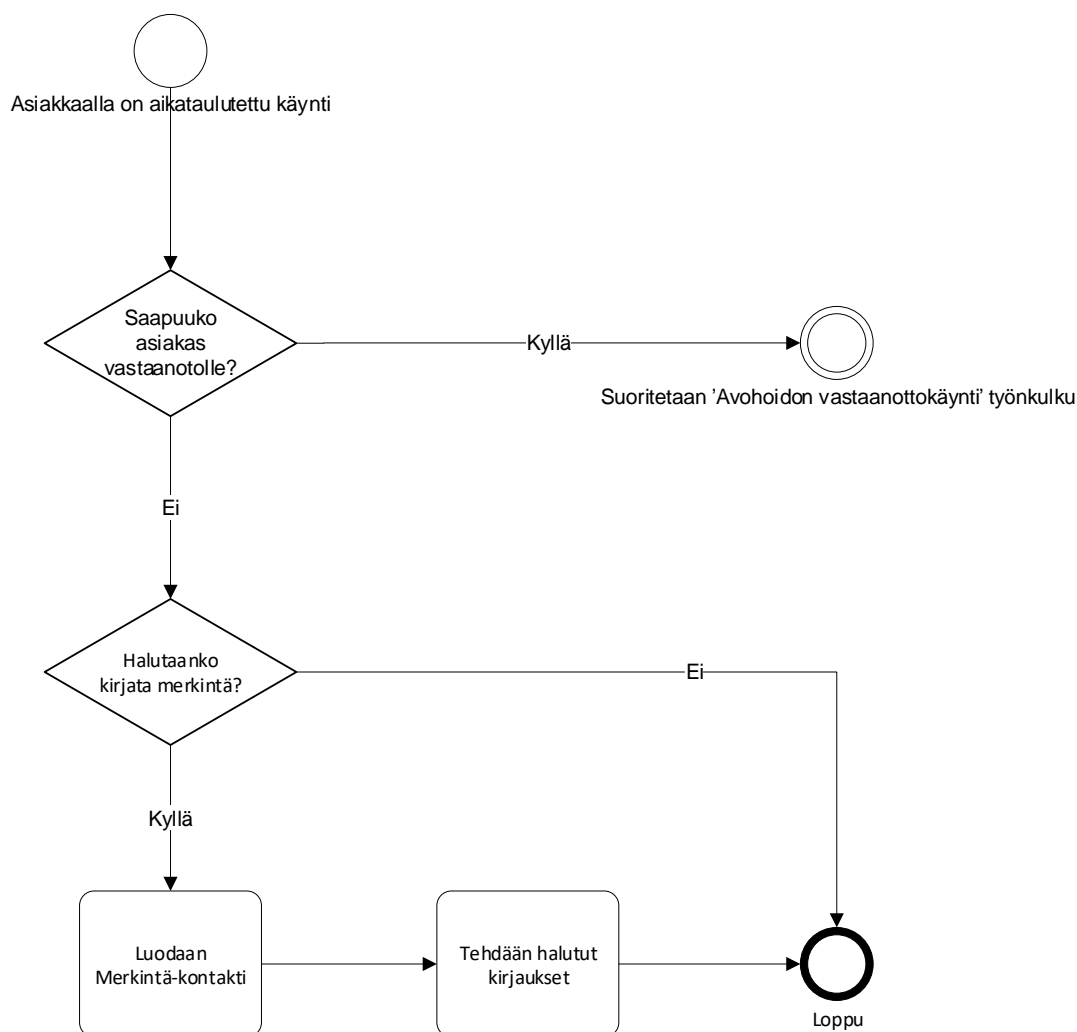 Asiakkaalla on aikataulutettu käynti
Saapuuko
asiakas
vastaanotolle?
Kyllä
Suoritetaan ’Avohoidon vastaanottokäynti’ työnkulku
Ei
Halutaanko
kirjata merkintä?
Ei
Kyllä
Luodaan
Merkintä-kontakti
Tehdään halutut
kirjaukset
Loppu